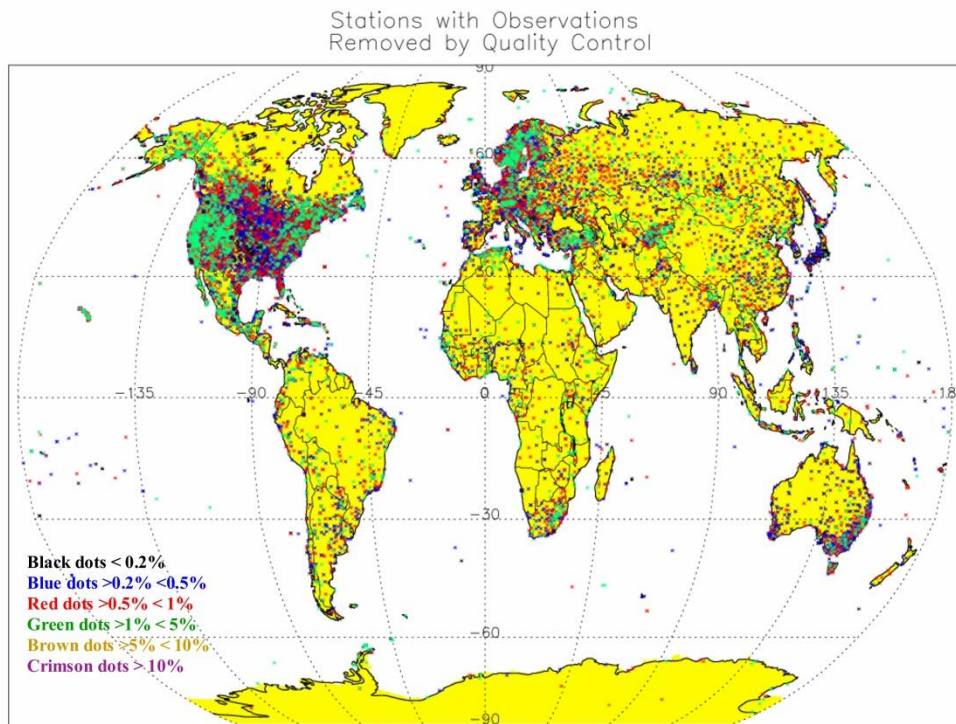 Stations with Observations
Removed by Quality Control
90
60
-135
-90
-45
0
45
90
135
18
-30
-60
-90
Black dots < 0.2%
Blue dots >0.2% <0.5%
Red dots >0.5% < 1%
Green dots >1% < 5%
Brown dots >5% < 10%
Crimson dots > 10%